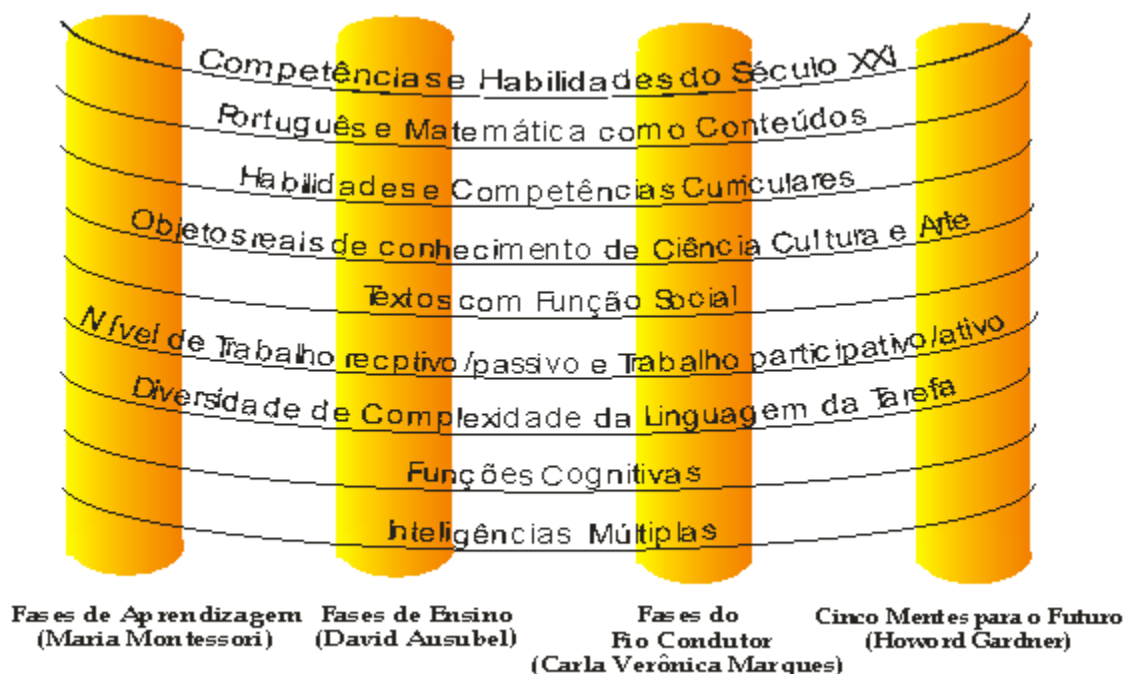 Competências e Habilidades do Século XXI
Português e Matemática como Conteúdos
Habilidades e Competências Curriculares
Objetos reais de conhecimento de Ciência Cultura e Arte
Textos com Função Social
Nível de Trabalho recptivo/passivo e Trabalho participativo/ativo
Diversidade de Complexidade da Linguagem da Tarefa
Funções Cognitivas
Inteligências Múltiplas
Fases de Aprendizagem
(Maria Montessori)
Fases de Ensino
(David Ausubel)
Fases do
Fio Condutor
(Carla Verônica Marques)
Cinco Mentes para o Futuro
(Howord Gardner)